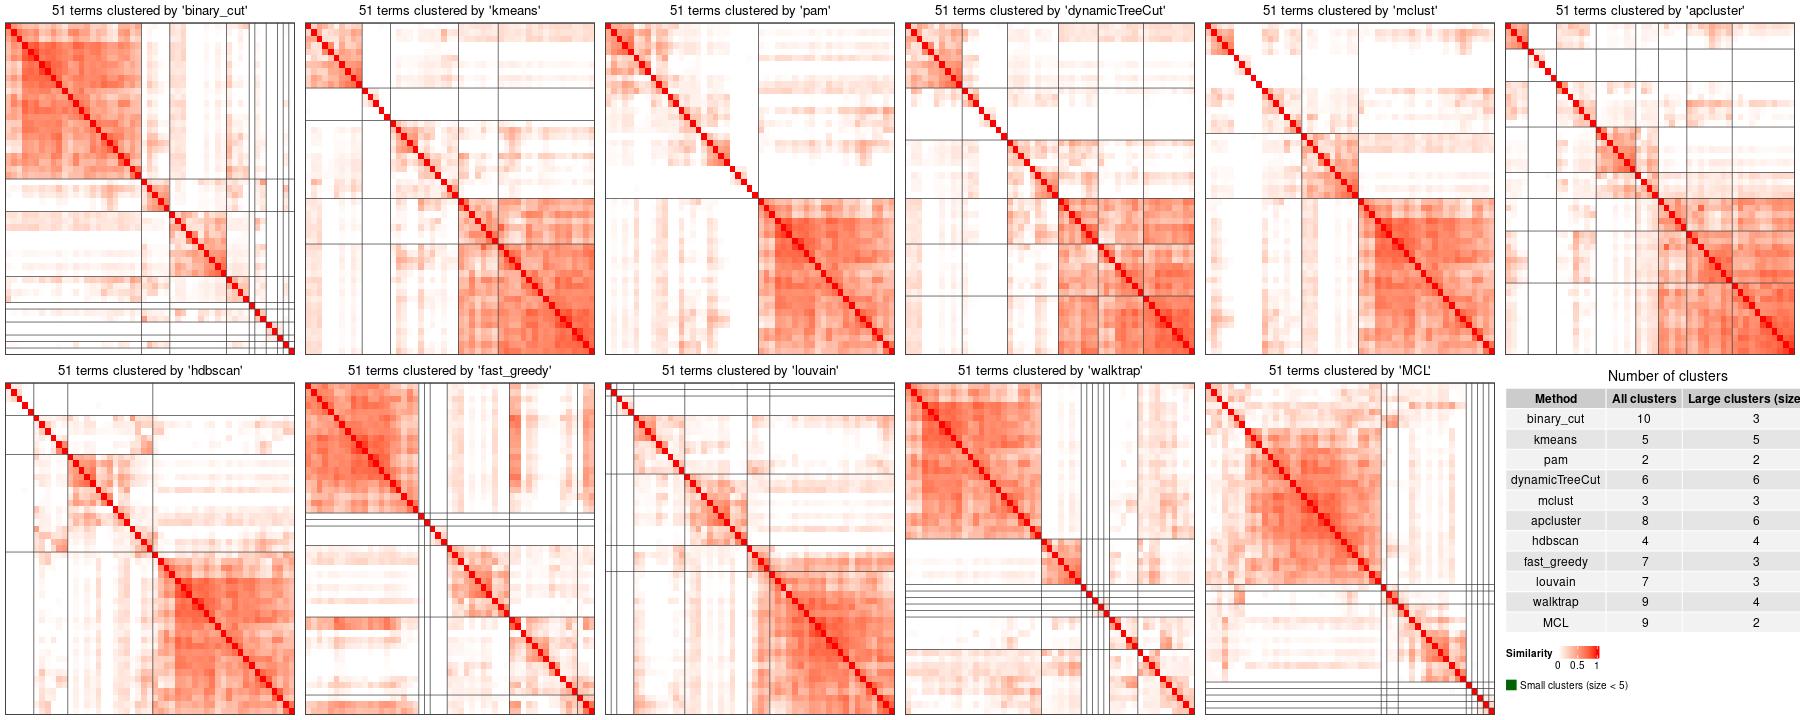 51 terms clustered by 'binary_cut'
51 terms clustered by 'kmeans'
51 terms clustered by 'pam'
51 terms clustered by 'dynamicTreeCut'
51 terms clustered by 'mclust'
51 terms clustered by 'apcluster'
51 terms clustered by 'hdbscan'
51 terms clustered by 'fast_greedy'
51 terms clustered by 'louvain'
51 terms clustered by 'walktrap'
51 terms clustered by 'MCL'
Number of clusters
Method All clusters Large clusters (size
binary_cut 10 3
kmeans 5 5
pam 2 2
dynamicTreeCut 6 6
mclust 3 3
apcluster 8 6
hdbscan 4 4
fast_greedy 7 3
louvain 7 3
walktrap 9 4
MCL 9 2
Similarity
0 0.5 1
Small clusters (size < 5)